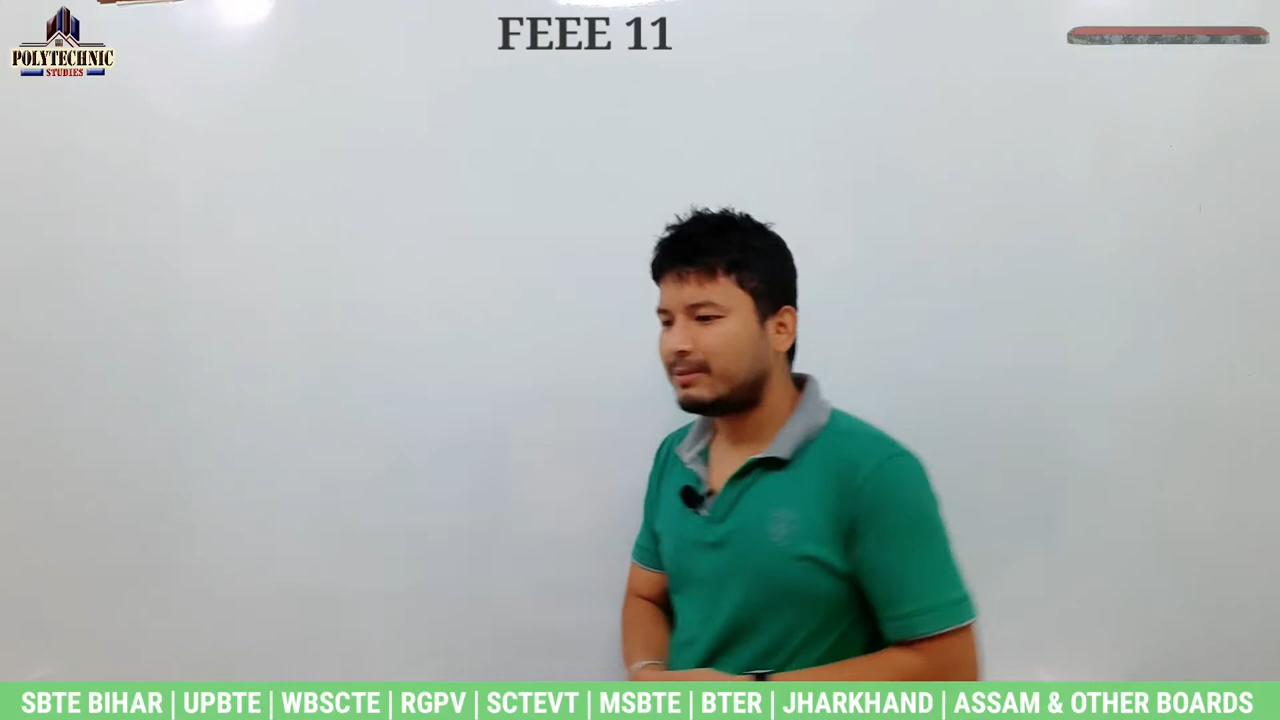 POLYTECHNIC
STUDIES
FEEE 11
SBTE BIHAR | UPBTE | WBSCTE | RGPV | SCTEVT | MSBTE | BTER | JHARKHAND | ASSAM & OTHER BOARDS